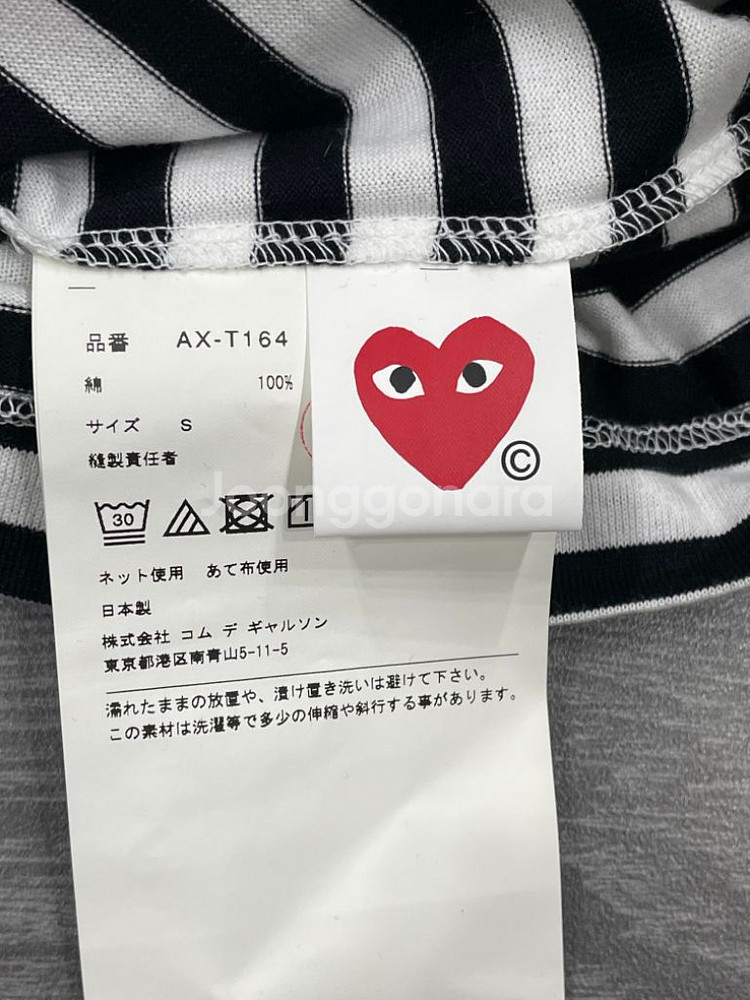 品番 AX-T164
綿 100%
サイズ S
縫製責任者
30
ネット使用 あて布使用
日本製
株式会社 コム デ ギャルソン
東京都港区南青山5-11-5
濡れたままの放置や、漬け置き洗いは避けて下さい。
この素材は洗濯等で多少の伸縮や斜行する事があります。
©
Joonggonara